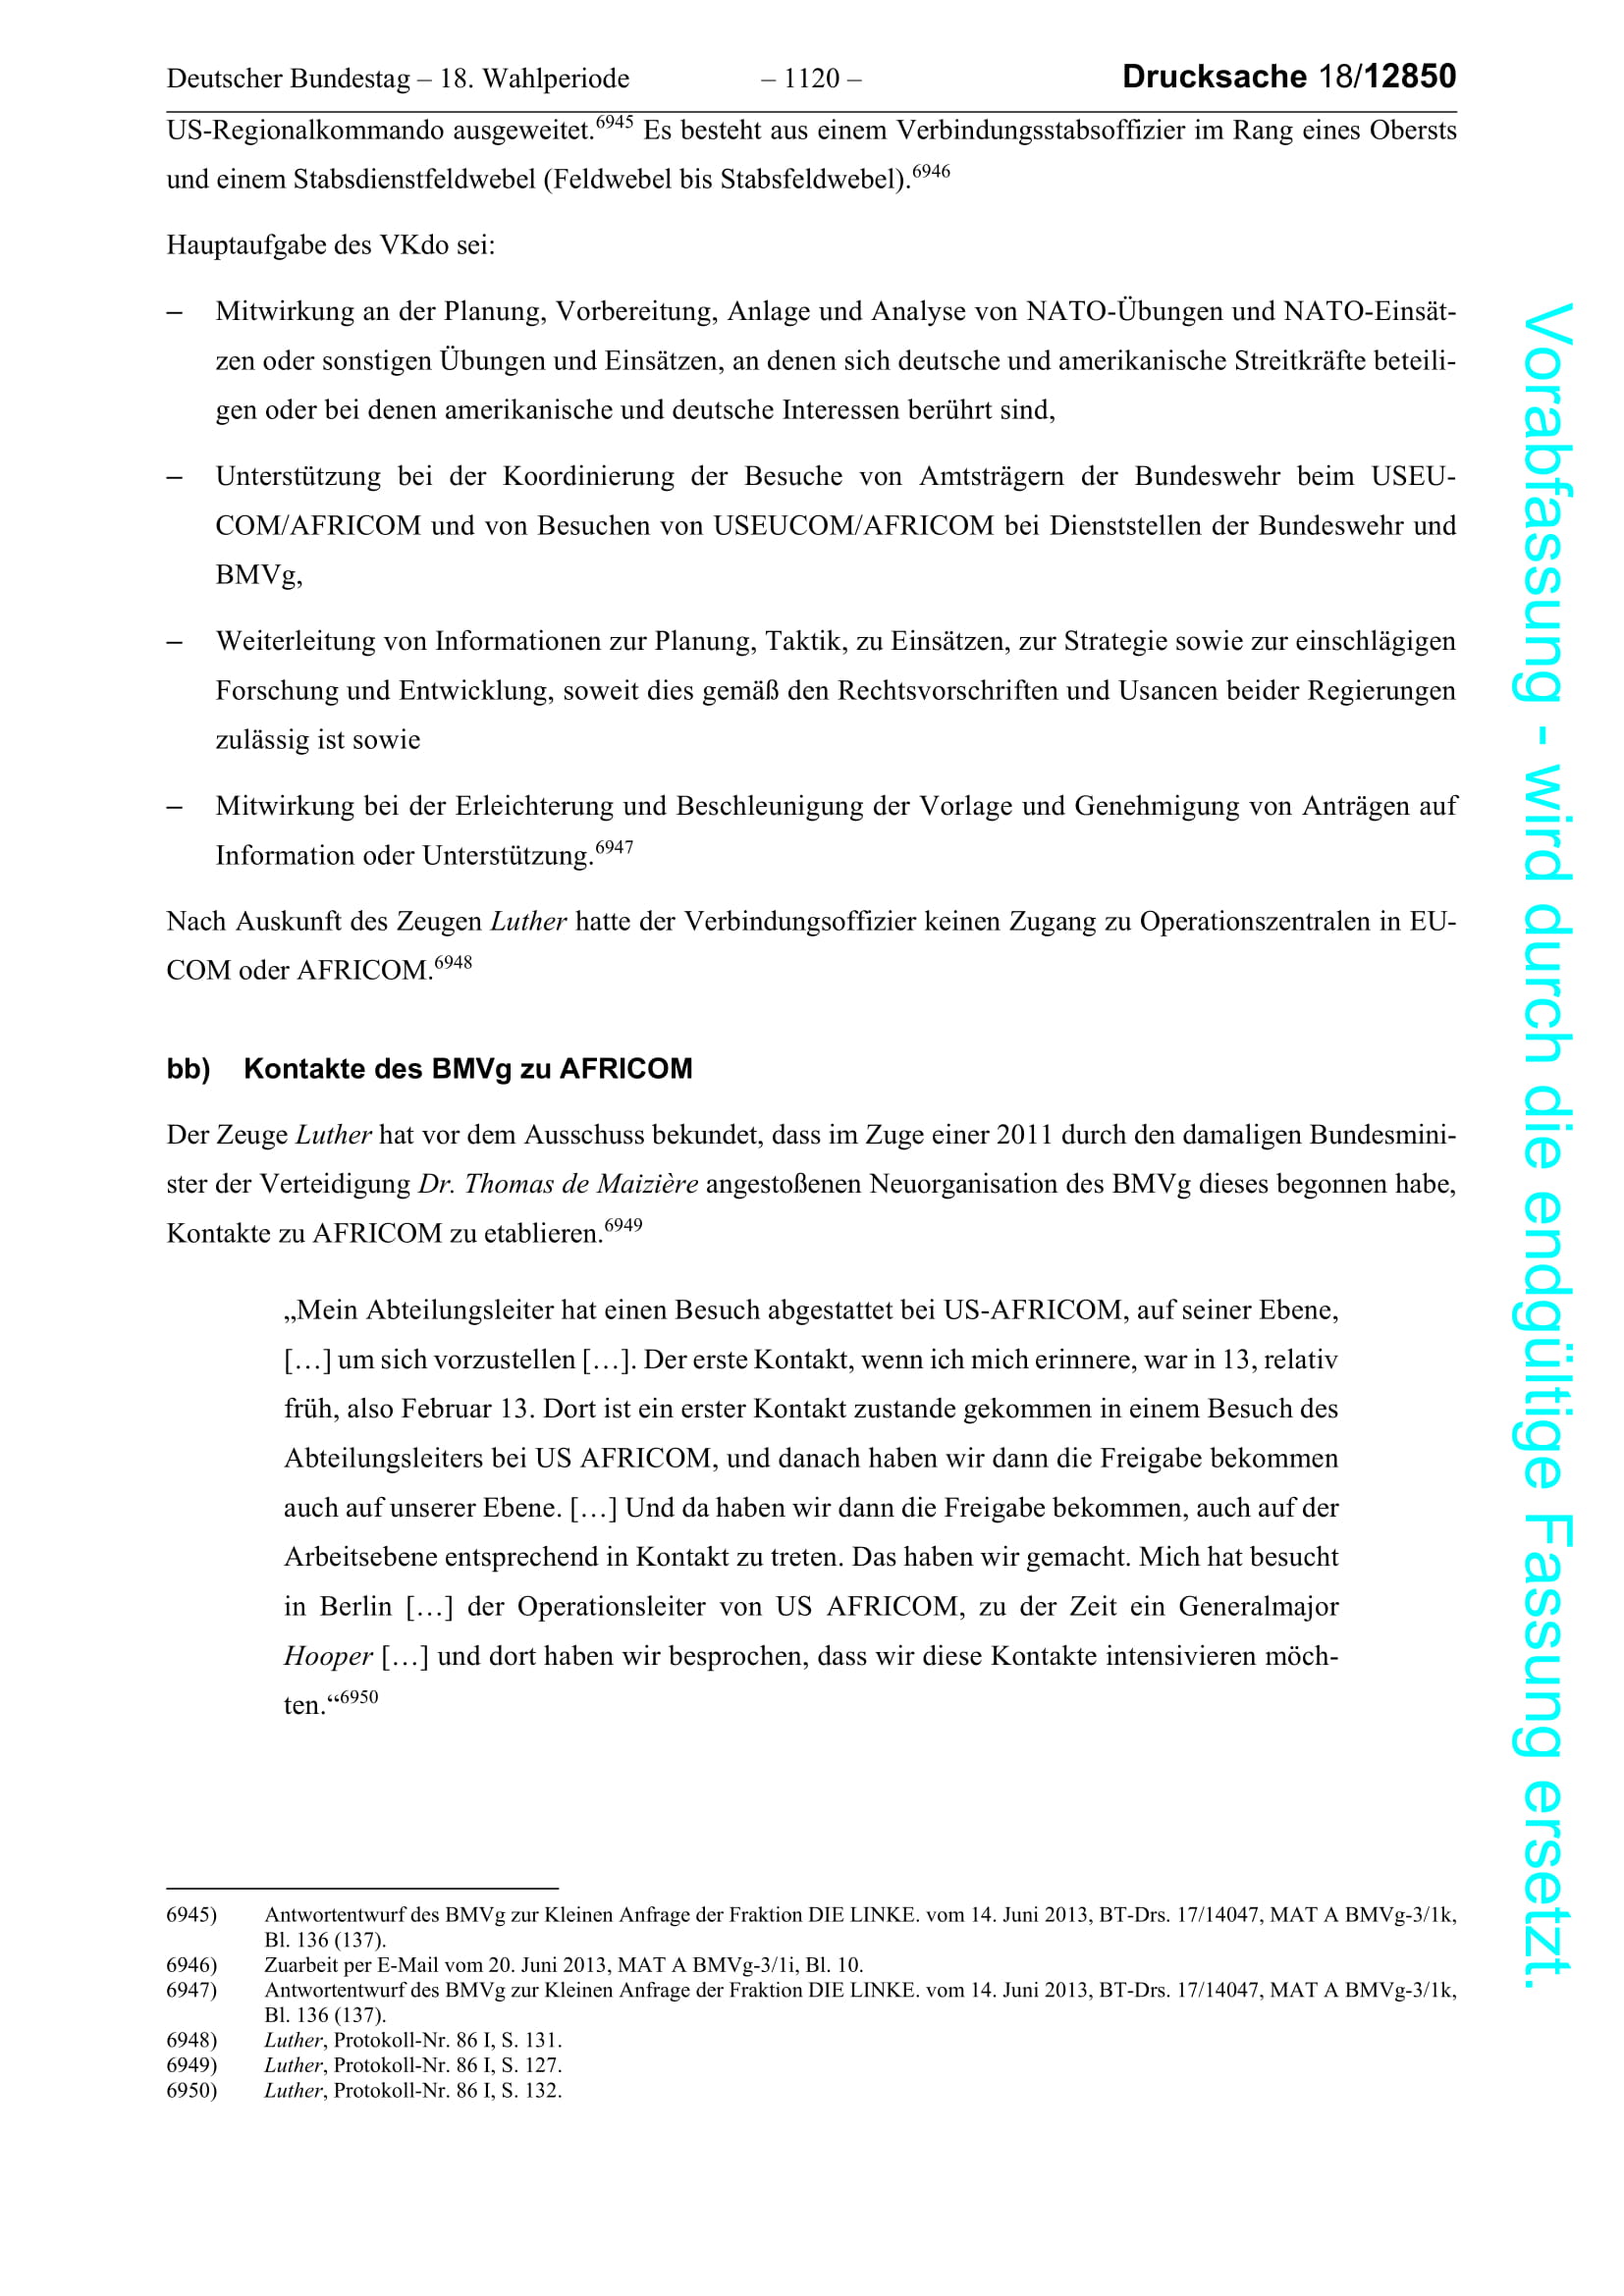 Deutscher Bundestag – 18. Wahlperiode – 1120 – Drucksache 18/12850
US-Regionalkommando ausgeweitet.6945 Es besteht aus einem Verbindungsstabsoffizier im Rang eines Obersts
und einem Stabsdienstfeldwebel (Feldwebel bis Stabsfeldwebel).6946
Hauptaufgabe des VKdo sei:
– Mitwirkung an der Planung, Vorbereitung, Anlage und Analyse von NATO-Übungen und NATO-Einsät-
zen oder sonstigen Übungen und Einsätzen, an denen sich deutsche und amerikanische Streitkräfte beteili-
gen oder bei denen amerikanische und deutsche Interessen berührt sind,
– Unterstützung bei der Koordinierung der Besuche von Amtsträgern der Bundeswehr beim USEU-
COM/AFRICOM und von Besuchen von USEUCOM/AFRICOM bei Dienststellen der Bundeswehr und
BMVg,
– Weiterleitung von Informationen zur Planung, Taktik, zu Einsätzen, zur Strategie sowie zur einschlägigen
Forschung und Entwicklung, soweit dies gemäß den Rechtsvorschriften und Usancen beider Regierungen
zulässig ist sowie
– Mitwirkung bei der Erleichterung und Beschleunigung der Vorlage und Genehmigung von Anträgen auf
Information oder Unterstützung.6947
Nach Auskunft des Zeugen Luther hatte der Verbindungsoffizier keinen Zugang zu Operationszentralen in EU-
COM oder AFRICOM.6948
bb) Kontakte des BMVg zu AFRICOM
Der Zeuge Luther hat vor dem Ausschuss bekundet, dass im Zuge einer 2011 durch den damaligen Bundesmini-
ster der Verteidigung Dr. Thomas de Maizière angestoßenen Neuorganisation des BMVg dieses begonnen habe,
Kontakte zu AFRICOM zu etablieren.6949
„Mein Abteilungsleiter hat einen Besuch abgestattet bei US-AFRICOM, auf seiner Ebene,
[…] um sich vorzustellen […]. Der erste Kontakt, wenn ich mich erinnere, war in 13, relativ
früh, also Februar 13. Dort ist ein erster Kontakt zustande gekommen in einem Besuch des
Abteilungsleiters bei US AFRICOM, und danach haben wir dann die Freigabe bekommen
auch auf unserer Ebene. […] Und da haben wir dann die Freigabe bekommen, auch auf der
Arbeitsebene entsprechend in Kontakt zu treten. Das haben wir gemacht. Mich hat besucht
in Berlin […] der Operationsleiter von US AFRICOM, zu der Zeit ein Generalmajor
Hooper […] und dort haben wir besprochen, dass wir diese Kontakte intensivieren möch-
ten.“6950
6945) Antwortentwurf des BMVg zur Kleinen Anfrage der Fraktion DIE LINKE. vom 14. Juni 2013, BT-Drs. 17/14047, MAT A BMVg-3/1k,
Bl. 136 (137).
6946) Zuarbeit per E-Mail vom 20. Juni 2013, MAT A BMVg-3/1i, Bl. 10.
6947) Antwortentwurf des BMVg zur Kleinen Anfrage der Fraktion DIE LINKE. vom 14. Juni 2013, BT-Drs. 17/14047, MAT A BMVg-3/1k,
Bl. 136 (137).
6948) Luther, Protokoll-Nr. 86 I, S. 131.
6949) Luther, Protokoll-Nr. 86 I, S. 127.
6950) Luther, Protokoll-Nr. 86 I, S. 132.
Vorabfassung - wird durch die endgültige Fassung ersetzt.